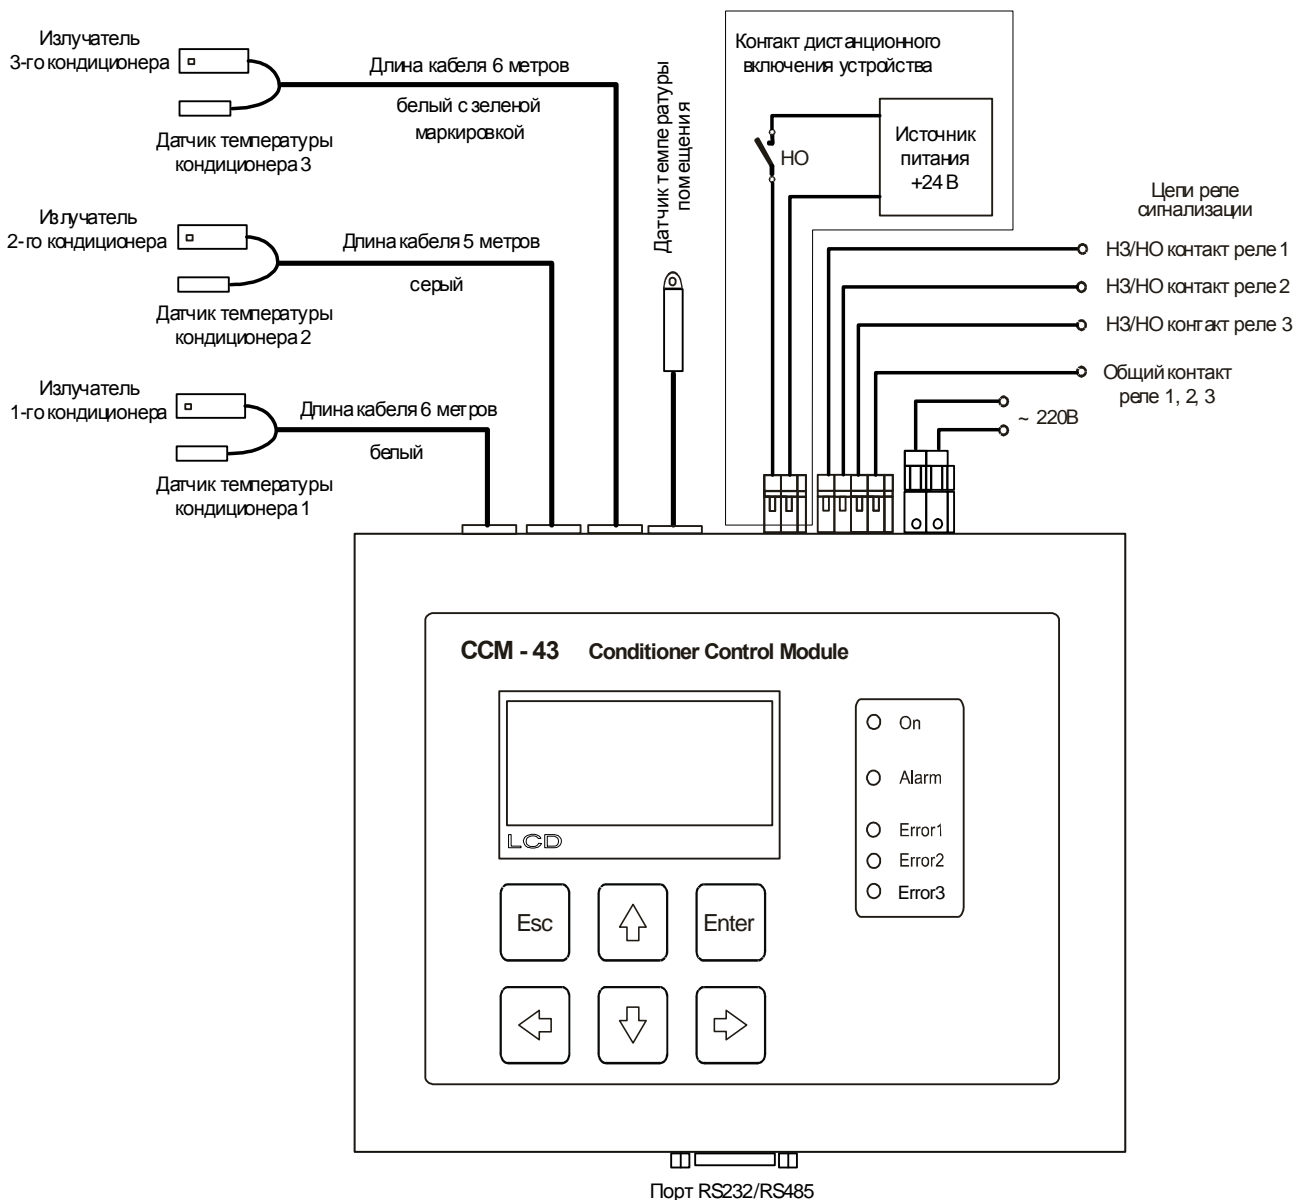 Излучатель
3-го кондиционера
Длина кабеля 6 метров
белый с зеленой
маркировкой
Датчик температуры
кондиционера 3
Излучатель
2-го кондиционера
Длина кабеля 5 метров
серый
Датчик температуры
кондиционера 2
Излучатель
1-го кондиционера
Длина кабеля 6 метров
белый
Датчик температуры
кондиционера 1
Датчик температуры
помещения
Контакт дистанционного
включения устройства
НО
Источник
питания
+24 В
Цепи реле
сигнализации
НЗ/НО контакт реле 1
НЗ/НО контакт реле 2
НЗ/НО контакт реле 3
Общий контакт
реле 1, 2, 3
~ 220В
CCM - 43 Conditioner Control Module
LCD
On
Alarm
Error1
Error2
Error3
Esc
Enter
Порт RS232/RS485